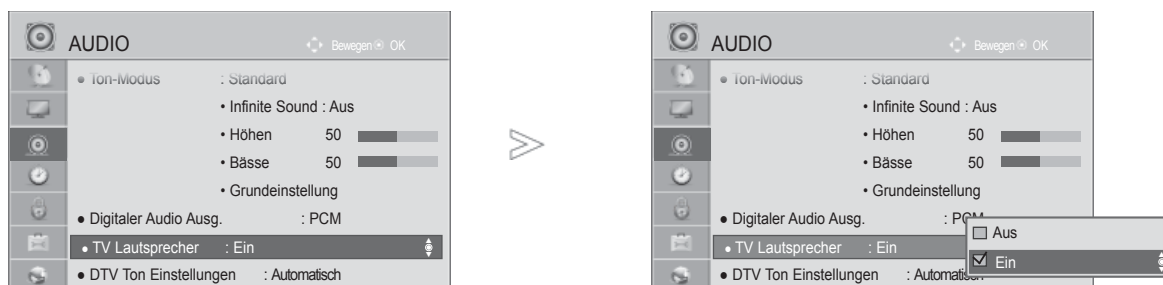 AUDIO
Bewegen OK
● Ton-Modus : Standard
• Infinite Sound : Aus
• Höhen 50
• Bässe 50
• Grundeinstellung
● Digitaler Audio Ausg. : PCM
● TV Lautsprecher : Ein
● DTV Ton Einstellungen : Automatisch
>
AUDIO
Bewegen OK
● Ton-Modus : Standard
• Infinite Sound : Aus
• Höhen 50
• Bässe 50
• Grundeinstellung
● Digitaler Audio Ausg. : PCM
● TV Lautsprecher : Ein
● DTV Ton Einstellungen : Automatisch
Aus
Ein